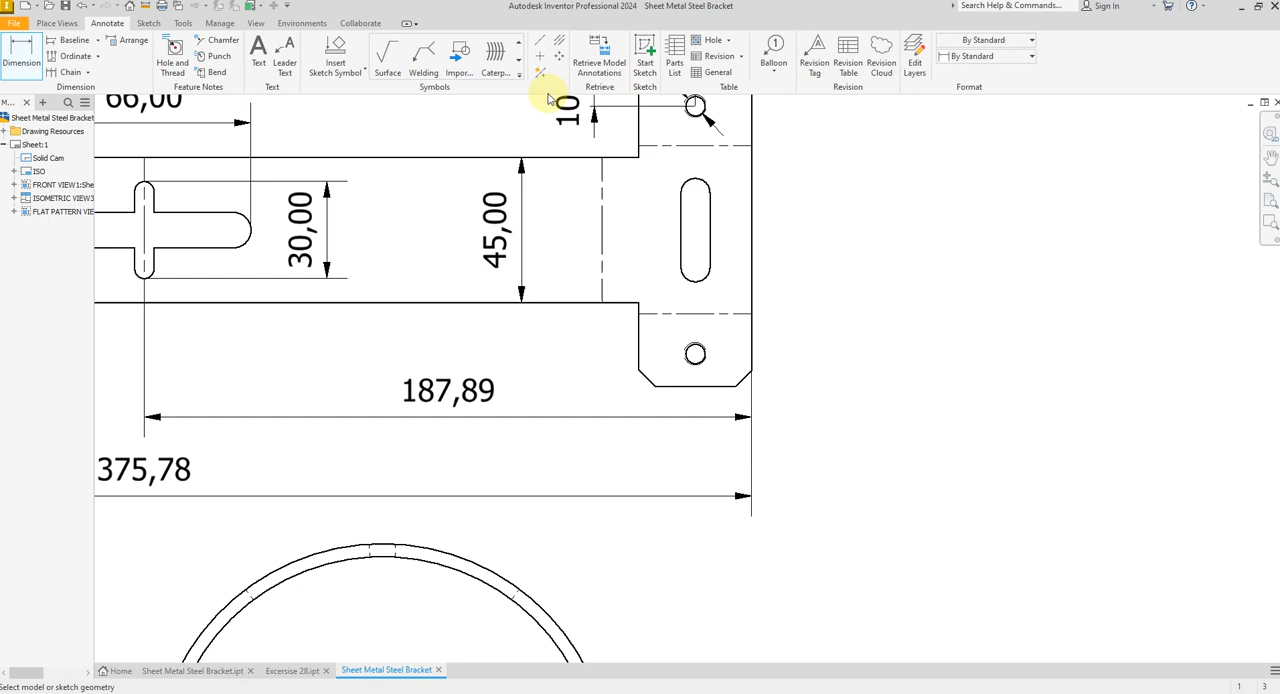 Autodesk Inventor Professional 2024 Sheet Metal Steel Bracket
Search Help & Commands...
Sign In
File Place Views Annotate Sketch Tools Manage View Environments Collaborate
Dimension
Baseline
Ordinate
Chain
Arrange
Dimension
Hole and Thread
Chamfer
Punch
Bend
Feature Notes
Text
Leader Text
Text
Insert Sketch Symbol
Surface
Welding
Impor...
Caterp...
Symbols
Retrieve Model Annotations
Retrieve
Start Sketch
Sketch
Parts List
Hole
Revision
General
Table
Balloon
Revision Tag
Revision Table
Revision Cloud
Revision
Edit Layers
By Standard
By Standard
Format
M...
Sheet Metal Steel Bracket
Drawing Resources
Sheet:1
Solid Cam
ISO
FRONT VIEW1:She
ISOMETRIC VIEW3
FLAT PATTERN VIE
66,00
10
30,00
45,00
187,89
375,78
Home Sheet Metal Steel Bracket.ipt Excersise 28.ipt Sheet Metal Steel Bracket
Select model or sketch geometry
1 3